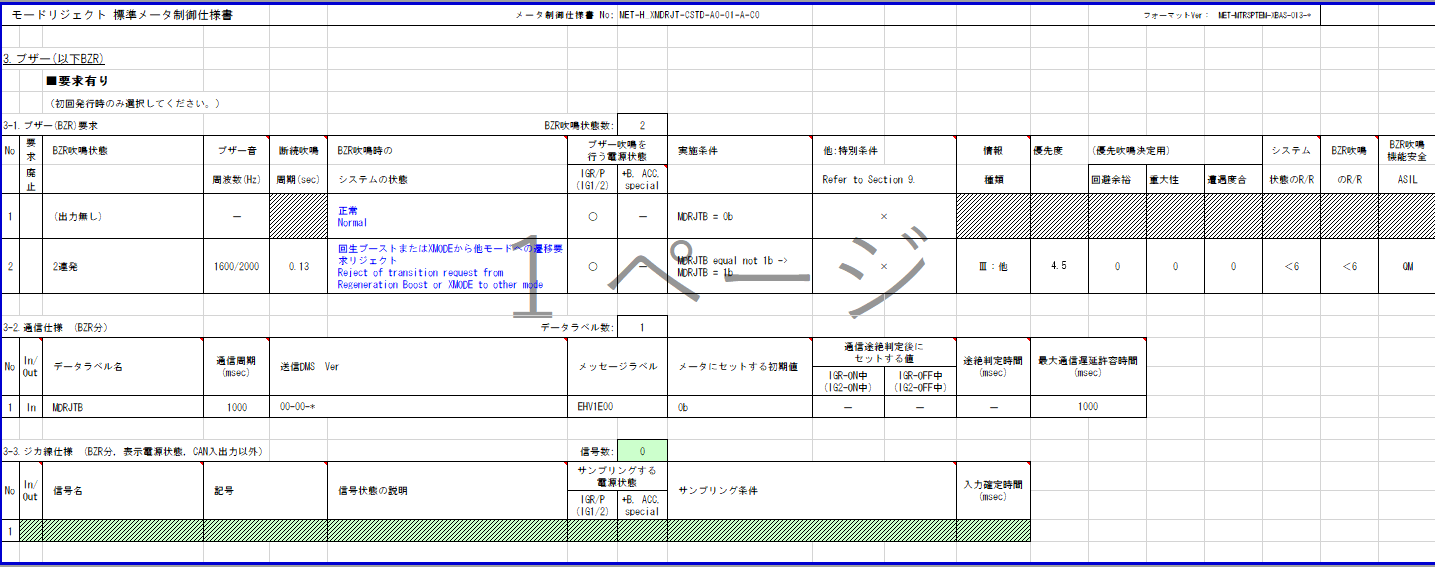 モードリジェクト 標準メータ制御仕様書 メータ制御仕様書 No: MET-H_XMDRJT-CSTD-A0-01-A-C0 フォーマットVer： MET-MTRSPTEM-XBAS-013-*
3. ブザー(以下BZR)
■要求有り
（初回発行時のみ選択してください。）
3-1. ブザー(BZR)要求 BZR吹鳴状態数: 2
No 要求 廃止 BZR吹鳴状態 ブザー音 周波数(Hz) 断続吹鳴 周期(sec) BZR吹鳴時の システムの状態 ブザー吹鳴を 行う電源状態 IGR/P (IG1/2) +B, ACC, special 実施条件 他:特別条件 Refer to Section 9. 情報 種類 優先度 (優先吹鳴決定用) 回避余裕 重大性 遭遇度合 システム 状態のR/R BZR吹鳴 のR/R BZR吹鳴 機能安全 ASIL
1 （出力無し） － 正常 Normal ○ － MDRJTB = 0b ×
2 2連発 1600/2000 0.13 回生ブーストまたはXMODEから他モードへの遷移要
求リジェクト
Reject of transition request from
Regeneration Boost or XMODE to other mode
○ － MDRJTB equal not 1b ->
MDRJTB = 1b
× Ⅲ：他 4.5 0 0 0 ＜6 ＜6 QM
1 ページ
3-2. 通信仕様 （BZR分） データラベル数: 1
No In/Out データラベル名 通信周期 (msec) 送信DMS Ver メッセージラベル メータにセットする初期値 通信途絶判定後に セットする値 IGR-ON中 (IG2-ON中) IGR-OFF中 (IG2-OFF中) 途絶判定時間 (msec) 最大通信遅延許容時間 (msec)
1 In MDRJTB 1000 00-00-* EHV1E00 0b － － － 1000
3-3. ジカ線仕様 （BZR分, 表示電源状態, CAN入出力以外） 信号数: 0
No In/Out 信号名 記号 信号状態の説明 サンプリングする 電源状態 IGR/P (IG1/2) +B, ACC, special サンプリング条件 入力確定時間 (msec)
1